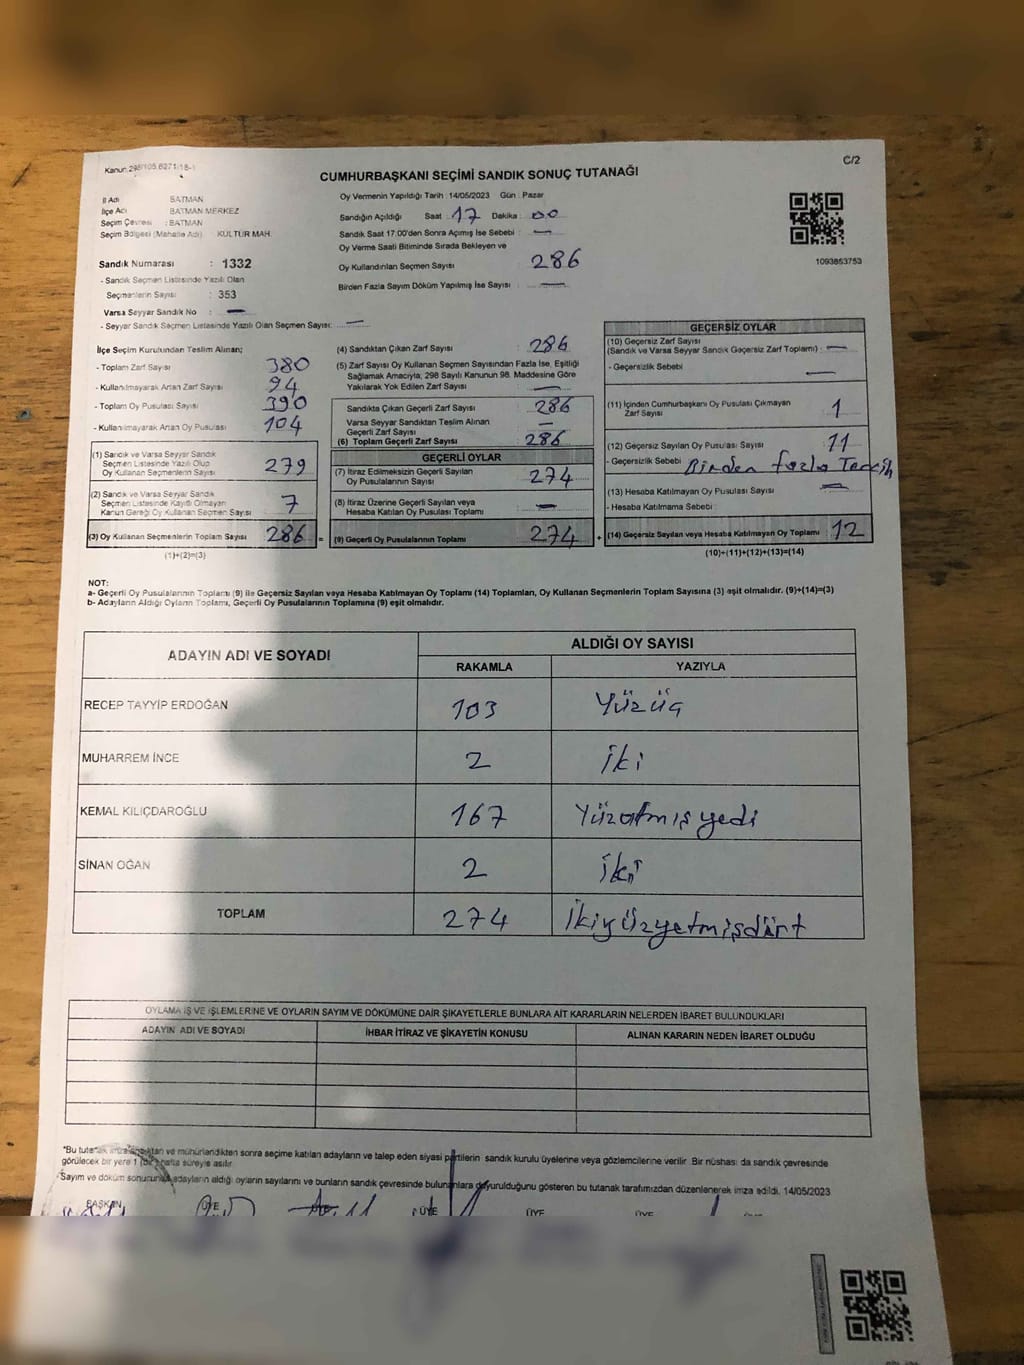 Kanun:298/105,6271/18-1
C/2
CUMHURBAŞKANI SEÇİMİ SANDIK SONUÇ TUTANAĞI
İl Adı BATMAN
İlçe Adı BATMAN MERKEZ
Seçim Çevresi : BATMAN
Seçim Bölgesi (Mahalle Adı) KÜLTÜR MAH.
Sandık Numarası : 1332
- Sandık Seçmen Listesinde Yazılı Olan
Seçmenlerin Sayısı : 353
Varsa Seyyar Sandık No : —
- Seyyar Sandık Seçmen Listesinde Yazılı Olan Seçmen Sayısı: —
Oy Vermenin Yapıldığı Tarih : 14/05/2023 Gün : Pazar
Sandığın Açıldığı Saat : 17 Dakika : 00
Sandık Saat 17:00'den Sonra Açımış İse Sebebi : —
Oy Verme Saati Bitiminde Sırada Bekleyen ve
Oy Kullandırılan Seçmen Sayısı : 286
Birden Fazla Sayım Döküm Yapılmış İse Sayısı : —
1093853753
İlçe Seçim Kurulundan Teslim Alınan;
- Toplam Zarf Sayısı : 380
- Kullanılmayarak Artan Zarf Sayısı : 94
- Toplam Oy Pusulası Sayısı : 390
- Kullanılmayarak Artan Oy Pusulası : 104
(1) Sandık ve Varsa Seyyar Sandık
Seçmen Listesinde Yazılı Olup
Oy Kullanan Seçmenlerin Sayısı : 279
(2) Sandık ve Varsa Seyyar Sandık
Seçmen Listesinde Kayıtlı Olmayan
Kanun Gereği Oy Kullanan Seçmen Sayısı : 7
(3) Oy Kullanan Seçmenlerin Toplam Sayısı : 286 =
(1)+(2)=(3)
(4) Sandıktan Çıkan Zarf Sayısı : 286
(5) Zarf Sayısı Oy Kullanan Seçmen Sayısından Fazla İse, Eşitliği
Sağlamak Amacıyla, 298 Sayılı Kanunun 98. Maddesine Göre
Yakılarak Yok Edilen Zarf Sayısı : —
Sandıkta Çıkan Geçerli Zarf Sayısı : 286
Varsa Seyyar Sandıktan Teslim Alınan
Geçerli Zarf Sayısı : —
(6) Toplam Geçerli Zarf Sayısı : 286
GEÇERLİ OYLAR
(7) İtiraz Edilmeksizin Geçerli Sayılan
Oy Pusulasının Sayısı : 274
(8) İtiraz Üzerine Geçerli Sayılan veya
Hesaba Katılan Oy Pusulası Toplamı : —
(9) Geçerli Oy Pusulalarının Toplamı : 274 +
GEÇERSİZ OYLAR
(10) Geçersiz Zarf Sayısı
(Sandık ve Varsa Seyyar Sandık Geçersiz Zarf Toplamı) : —
- Geçersizlik Sebebi : —
(11) İçinden Cumhurbaşkanı Oy Pusulası Çıkmayan
Zarf Sayısı : 1
(12) Geçersiz Sayılan Oy Pusulası Sayısı : 11
- Geçersizlik Sebebi : Birden fazla Tercih
(13) Hesaba Katılmayan Oy Pusulası Sayısı : —
- Hesaba Katılmama Sebebi :
(14) Geçersiz Sayılan veya Hesaba Katılmayan Oy Toplamı : 12
(10)+(11)+(12)+(13)=(14)
NOT:
a- Geçerli Oy Pusulalarının Toplamı (9) ile Geçersiz Sayılan veya Hesaba Katılmayan Oy Toplamı (14) Toplamları, Oy Kullanan Seçmenlerin Toplam Sayısına (3) eşit olmalıdır. (9)+(14)=(3)
b- Adayların Aldığı Oyların Toplamı, Geçerli Oy Pusulalarının Toplamına (9) eşit olmalıdır.
ADAYIN ADI VE SOYADI ALDIĞI OY SAYISI
RAKAMLA YAZIYLA
RECEP TAYYİP ERDOĞAN 103 Yüzüç
MUHARREM İNCE 2 iki
KEMAL KILIÇDAROĞLU 167 Yüzatmışyedi
SİNAN OĞAN 2 iki
TOPLAM 274 İkiyüzyetmişdört
OYLAMA İŞ VE İŞLEMLERİNE VE OYLARIN SAYIM VE DÖKÜMÜNE DAİR ŞİKAYETLERLE BUNLARA AİT KARARLARIN NELERDEN İBARET BULUNDUKLARI
ADAYIN ADI VE SOYADI İHBAR İTİRAZ VE ŞİKAYETİN KONUSU ALINAN KARARIN NEDEN İBARET OLDUĞU
*Bu tutanak imzalandıktan ve mühürlendikten sonra seçime katılan adayların ve talep eden siyasi partilerin sandık kurulu üyelerine veya gözlemcilerine verilir. Bir nüshası da sandık çevresinde
görülecek bir yere 1 (bir) hafta süreyle asılır.
Sayım ve döküm sonucunda adayların aldığı oyların sayılarını ve bunların sandık çevresinde bulunanlara duyurulduğunu gösteren bu tutanak tarafımızdan düzenlenerek imza edildi. 14/05/2023
BAŞKAN ÜYE ÜYE ÜYE ÜYE